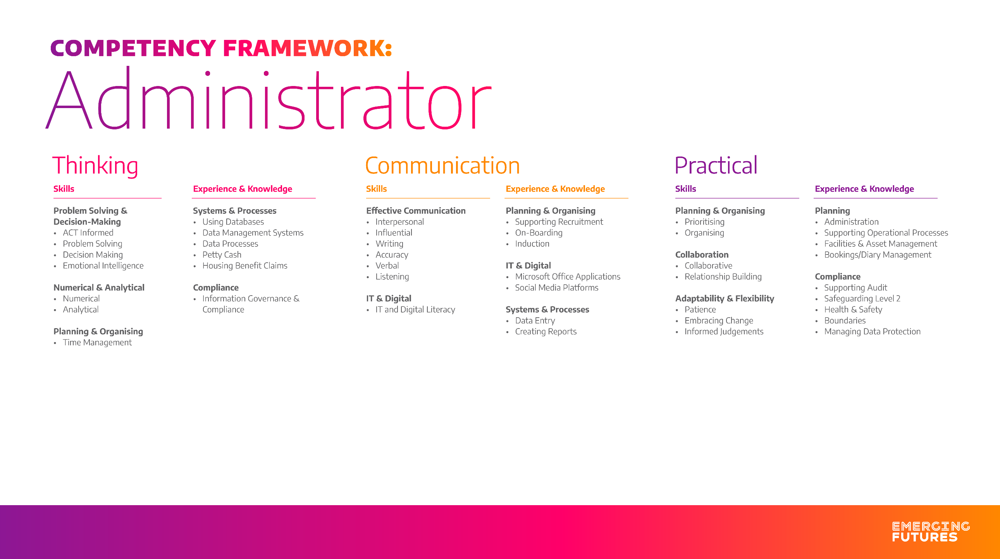 COMPETENCY FRAMEWORK:
Administrator
Thinking
Skills
Problem Solving &
Decision-Making
• ACT Informed
• Problem Solving
• Decision Making
• Emotional Intelligence
Numerical & Analytical
• Numerical
• Analytical
Planning & Organising
• Time Management
Experience & Knowledge
Systems & Processes
• Using Databases
• Data Management Systems
• Data Processes
• Petty Cash
• Housing Benefit Claims
Compliance
• Information Governance &
Compliance
Communication
Skills
Effective Communication
• Interpersonal
• Influential
• Writing
• Accuracy
• Verbal
• Listening
IT & Digital
• IT and Digital Literacy
Experience & Knowledge
Planning & Organising
• Supporting Recruitment
• On-Boarding
• Induction
IT & Digital
• Microsoft Office Applications
• Social Media Platforms
Systems & Processes
• Data Entry
• Creating Reports
Practical
Skills
Planning & Organising
• Prioritising
• Organising
Collaboration
• Collaborative
• Relationship Building
Adaptability & Flexibility
• Patience
• Embracing Change
• Informed Judgements
Experience & Knowledge
Planning
• Administration
• Supporting Operational Processes
• Facilities & Asset Management
• Bookings/Diary Management
Compliance
• Supporting Audit
• Safeguarding Level 2
• Health & Safety
• Boundaries
• Managing Data Protection
EMERGING
FUTURES